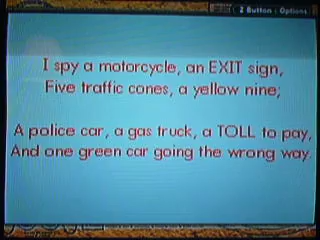 2 Button : Options
I spy a motorcycle, an EXIT sign,
Five traffic cones, a yellow nine;
A police car, a gas truck, a TOLL to pay,
And one green car going the wrong way.